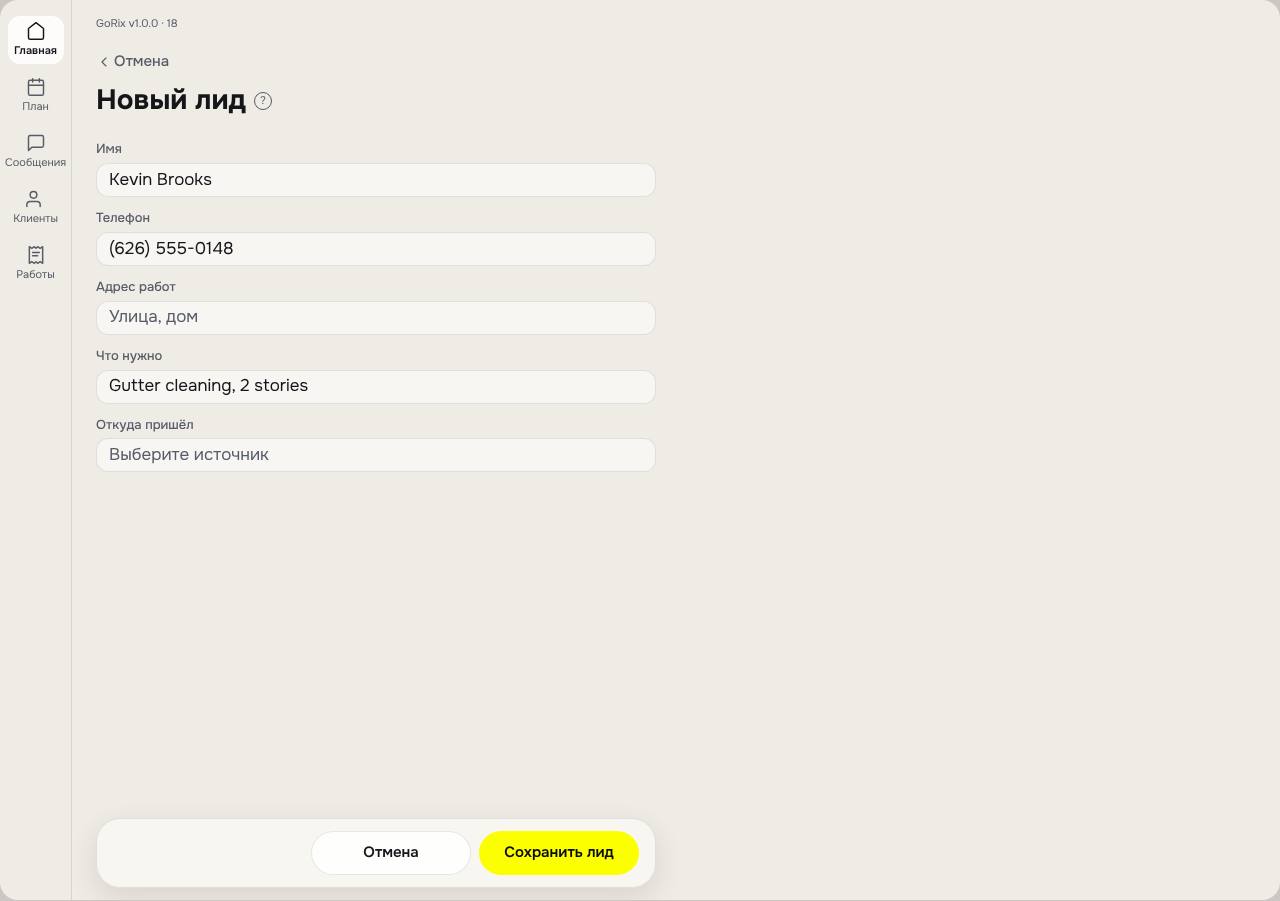 GoRix v1.0.0 · 18
Главная
План
Сообщения
Клиенты
Работы
Отмена
Новый лид ?
Имя
Kevin Brooks
Телефон
(626) 555-0148
Адрес работ
Улица, дом
Что нужно
Gutter cleaning, 2 stories
Откуда пришёл
Выберите источник
Отмена
Сохранить лид